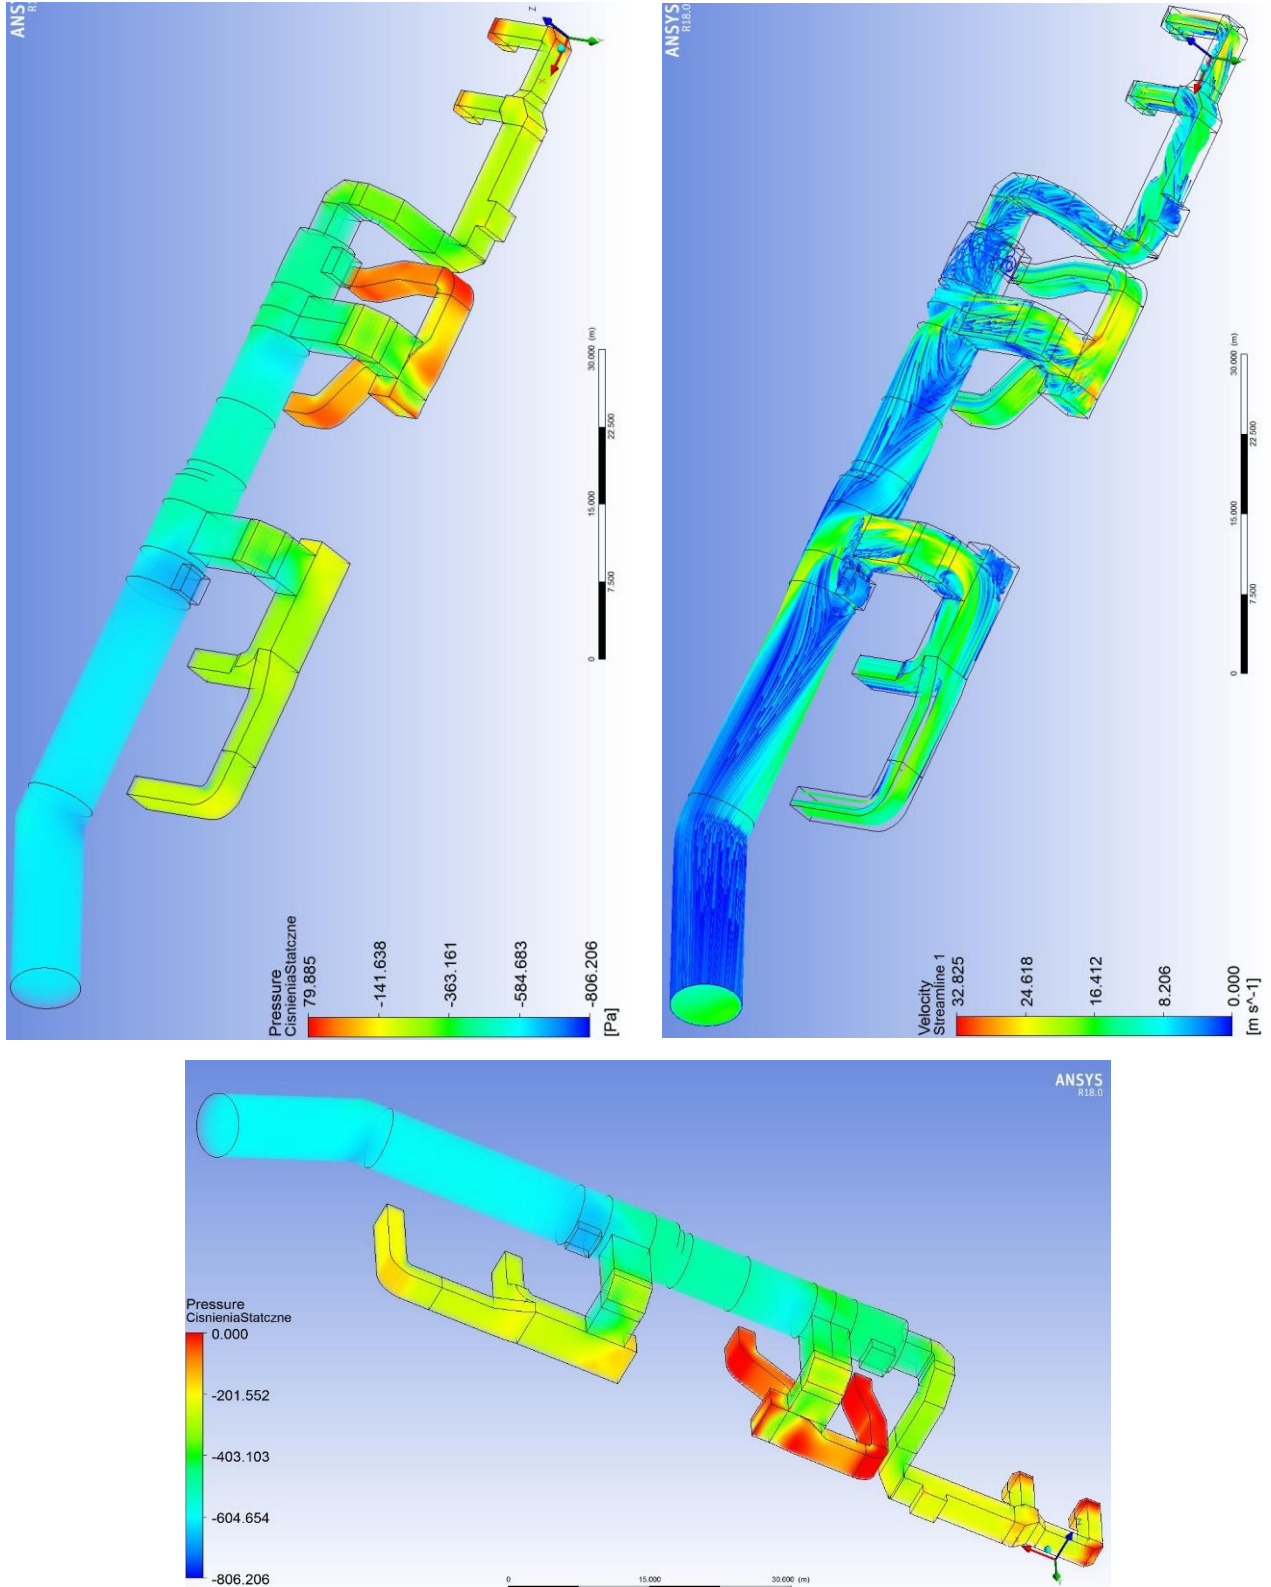 ANSYS
Z
X
30.000 (m)
22.500
15.000
7.500
0
Pressure
CisnieniaStatczne
79.885
-141.638
-363.161
-584.683
-806.206
[Pa]
ANSYS
R18.0
30.000 (m)
22.500
15.000
7.500
0
Velocity
Streamline 1
32.825
24.618
16.412
8.206
0.000
[m s^-1]
ANSYS
R18.0
Pressure
CisnieniaStatczne
0.000
-201.552
-403.103
-604.654
-806.206
Z
0
15.000
30.000 (m)